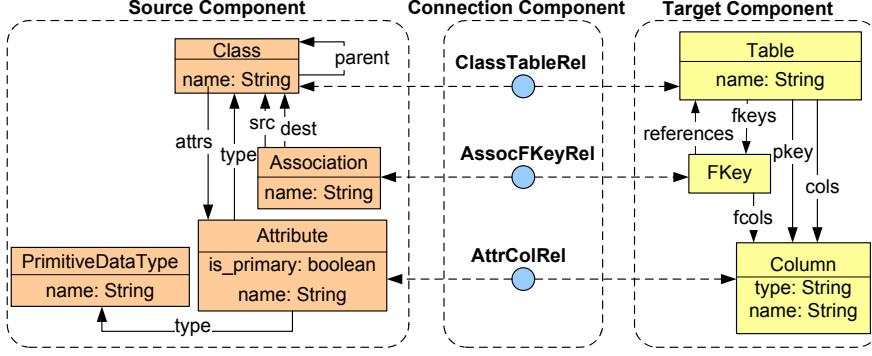 Source Component
Connection Component
Target Component
Class
name: String
parent
ClassTableRel
Table
name: String
attrs
type
src
dest
references
fkeys
pkey
cols
Association
name: String
AssocFKeyRel
FKey
fcols
Attribute
is_primary: boolean
name: String
PrimitiveDataType
name: String
AttrColRel
Column
type: String
name: String
type